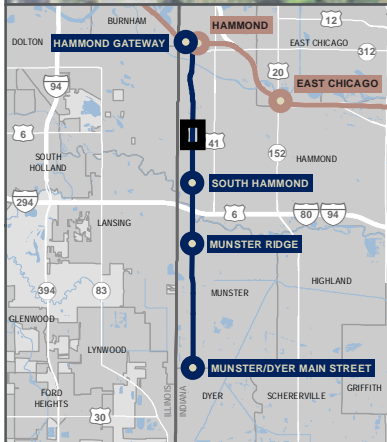 BURNHAM
HAMMOND
12
DOLTON
HAMMOND GATEWAY
EAST CHICAGO
312
20
94
EAST CHICAGO
6
41
152
HAMMOND
SOUTH
HOLLAND
SOUTH HAMMOND
294
6
80
94
LANSING
MUNSTER RIDGE
HIGHLAND
394
83
MUNSTER
GLENWOOD
LYNWOOD
MUNSTER/DYER MAIN STREET
FORD
HEIGHTS
ILLINOIS
INDIANA
GRIFFITH
DYER
SCHERERVILLE
30